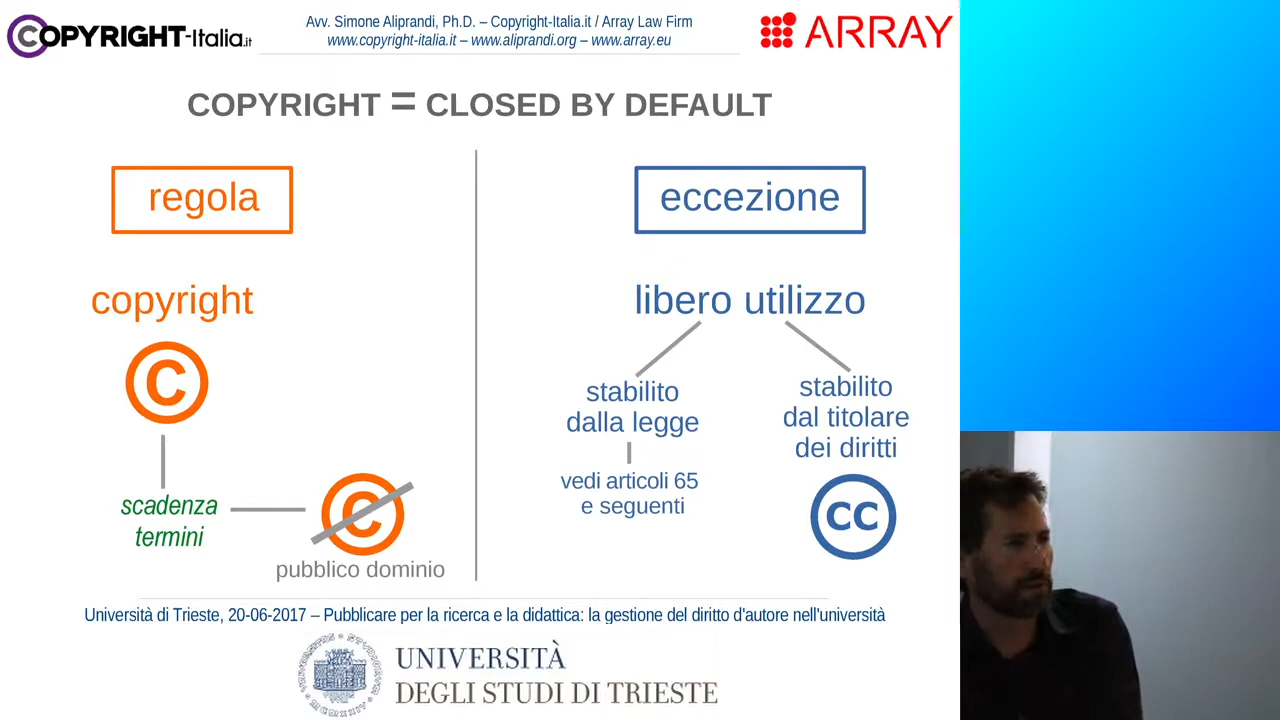 COPYRIGHT-Italia.it
Avv. Simone Aliprandi, Ph.D. – Copyright-Italia.it / Array Law Firm
www.copyright-italia.it – www.aliprandi.org – www.array.eu
ARRAY
COPYRIGHT = CLOSED BY DEFAULT
regola
copyright
C
scadenza
termini
C
pubblico dominio
eccezione
libero utilizzo
stabilito
dalla legge
vedi articoli 65
e seguenti
stabilito
dal titolare
dei diritti
CC
Università di Trieste, 20-06-2017 – Pubblicare per la ricerca e la didattica: la gestione del diritto d'autore nell'università
UNIVERSITÀ
DEGLI STUDI DI TRIESTE